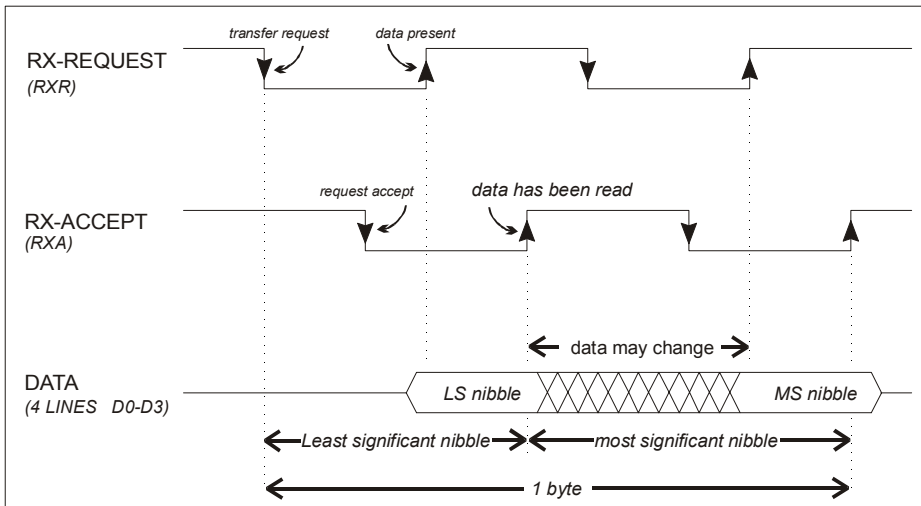 transfer request
data present
RX-REQUEST
(RXR)
request accept
data has been read
RX-ACCEPT
(RXA)
data may change
DATA
(4 LINES D0-D3)
LS nibble
MS nibble
Least significant nibble
most significant nibble
1 byte